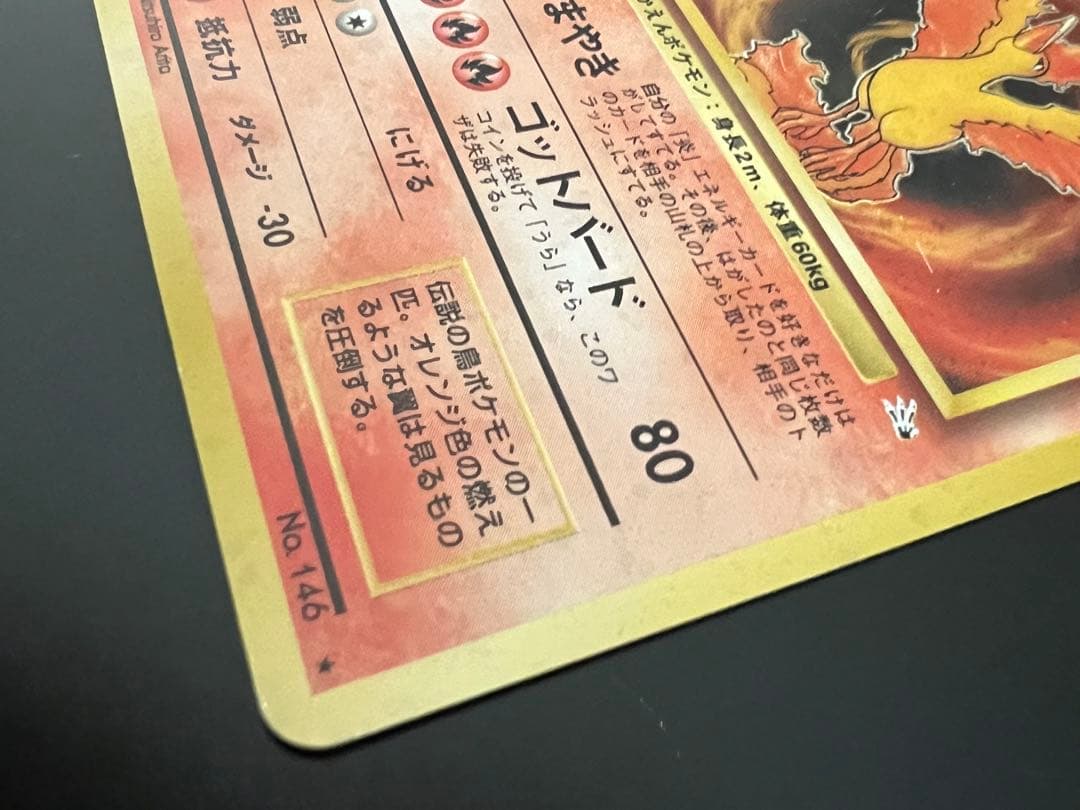 かえんポケモン：身長2m、体重60kg
まやき
自分の「炎」エネルギーカードを好きなだけは
がしてすてる。その後、はがしたのと同じ枚数
のカードを相手の山札の上から取り、相手のト
ラッシュにすてる。
ゴットバード 80
コインを投げて「うら」なら、このワ
ザは失敗する。
弱点
抵抗力 ダメージ -30
にげる
伝説の鳥ポケモンの一
匹。オレンジ色の燃え
るような翼は見るもの
を圧倒する。
No. 146 ★